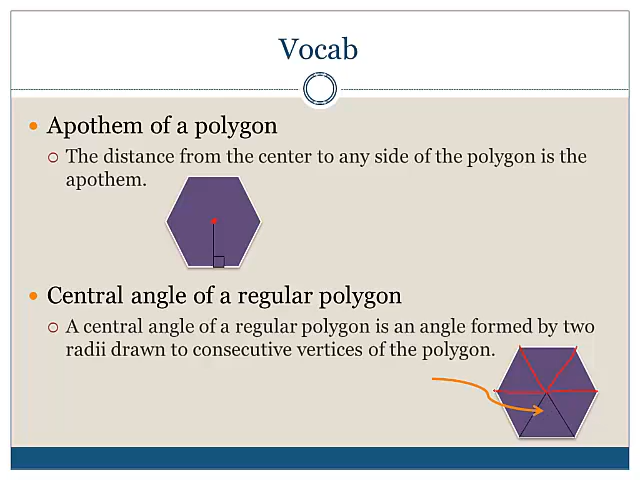 Vocab
Apothem of a polygon
The distance from the center to any side of the polygon is the
apothem.
Central angle of a regular polygon
A central angle of a regular polygon is an angle formed by two
radii drawn to consecutive vertices of the polygon.